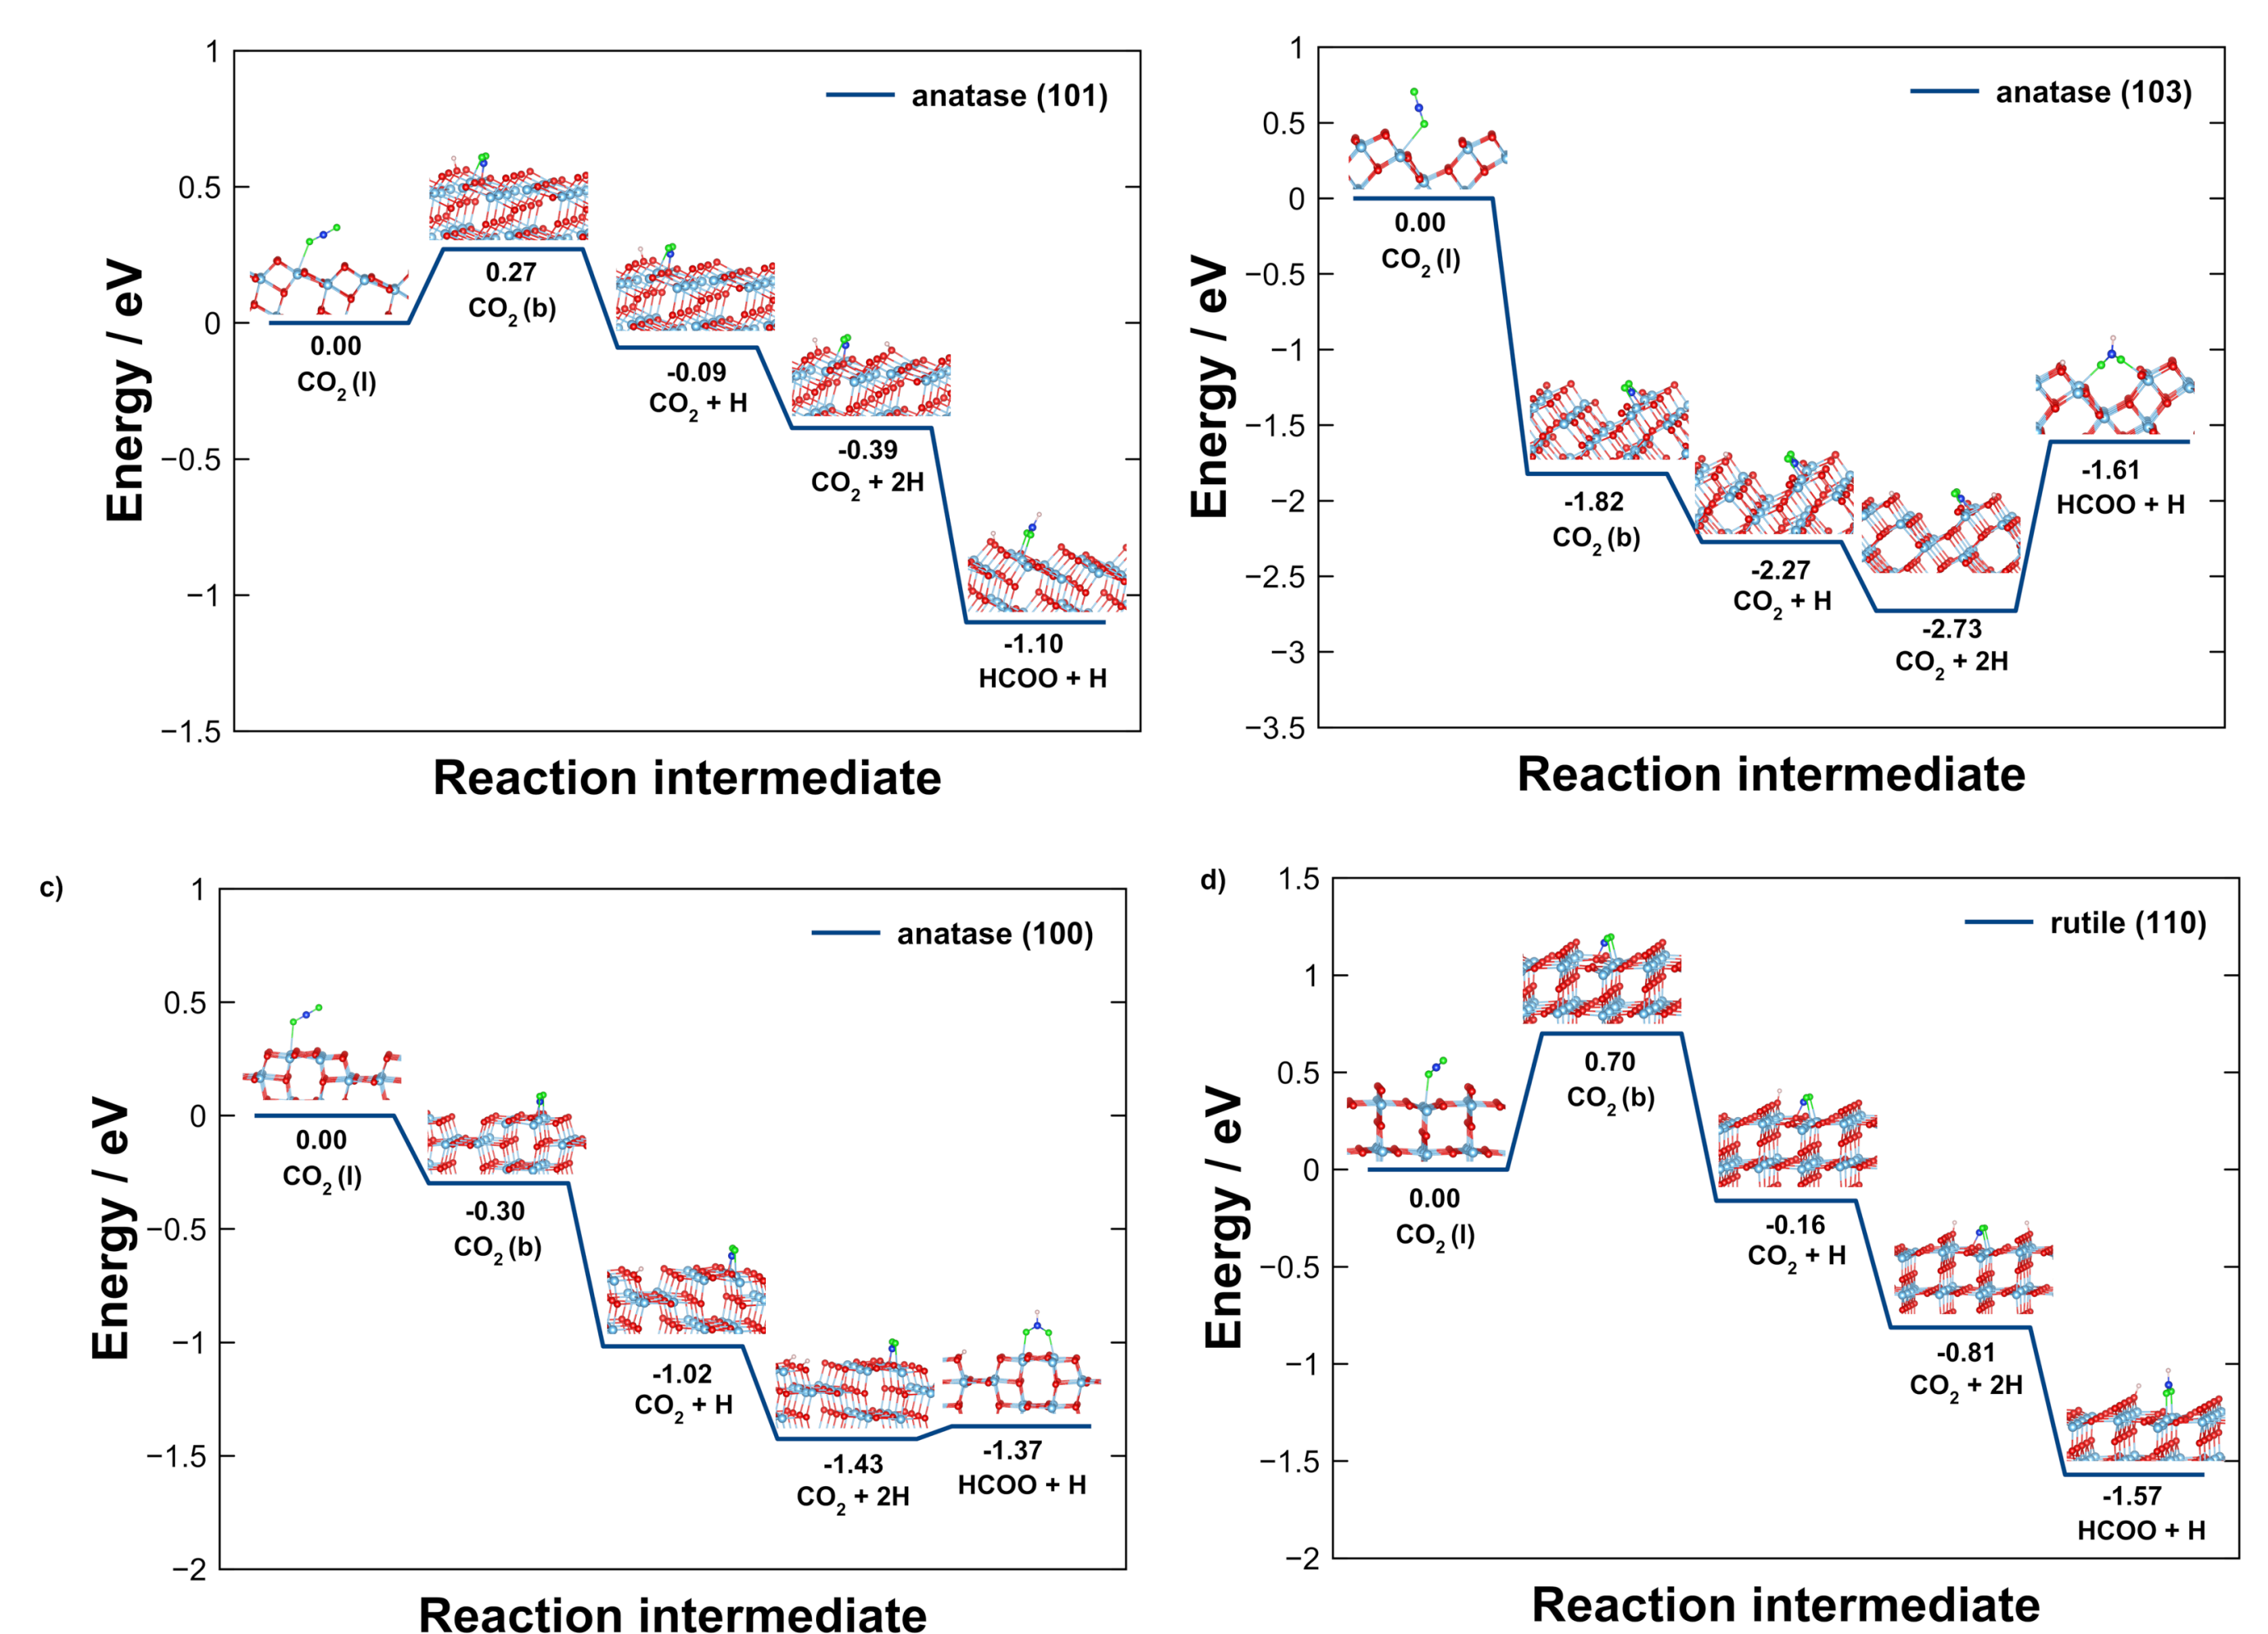 1
0.5
0
−0.5
−1
−1.5
Energy / eV
anatase (101)
0.00
CO2 (l)
0.27
CO2 (b)
-0.09
CO2 + H
-0.39
CO2 + 2H
-1.10
HCOO + H
Reaction intermediate
1
0.5
0
−0.5
−1
−1.5
−2
−2.5
−3
−3.5
Energy / eV
anatase (103)
0.00
CO2 (l)
-1.82
CO2 (b)
-2.27
CO2 + H
-2.73
CO2 + 2H
-1.61
HCOO + H
Reaction intermediate
c)
1
0.5
0
−0.5
−1
−1.5
−2
Energy / eV
anatase (100)
0.00
CO2 (l)
-0.30
CO2 (b)
-1.02
CO2 + H
-1.43
CO2 + 2H
-1.37
HCOO + H
Reaction intermediate
d)
1.5
1
0.5
0
−0.5
−1
−1.5
−2
Energy / eV
rutile (110)
0.00
CO2 (l)
0.70
CO2 (b)
-0.16
CO2 + H
-0.81
CO2 + 2H
-1.57
HCOO + H
Reaction intermediate